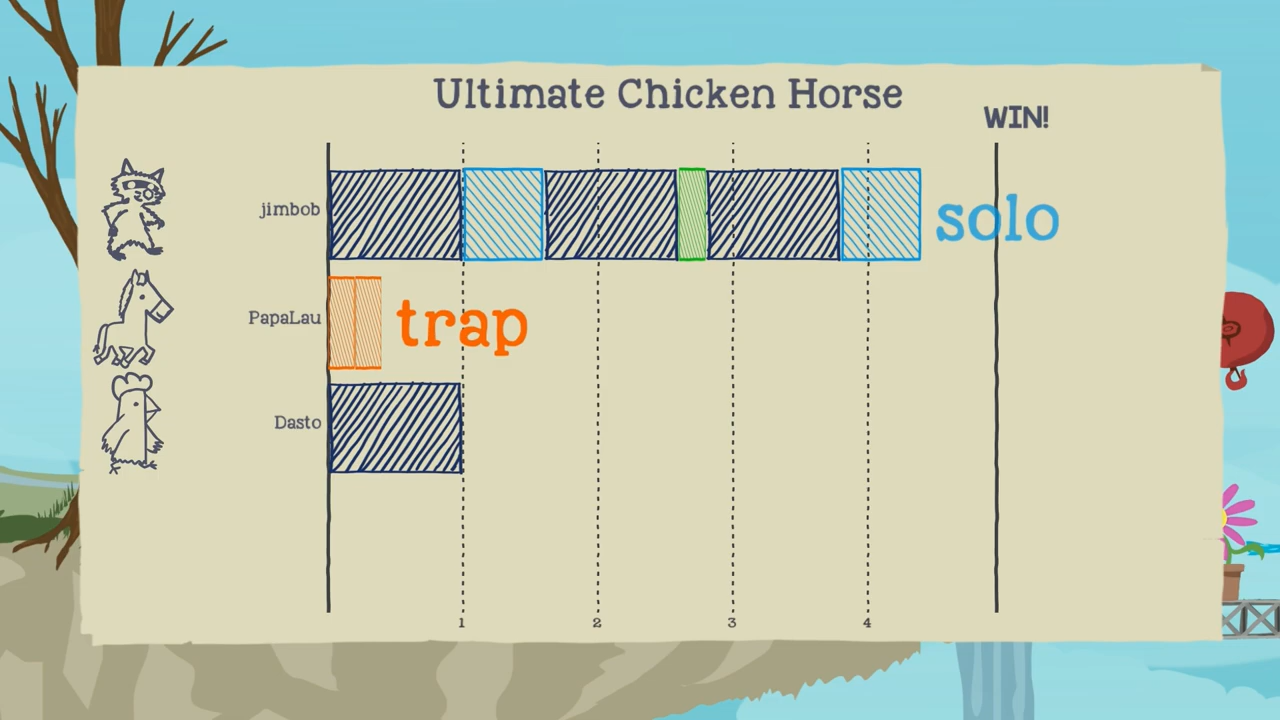 Ultimate Chicken Horse
WIN!
jimbob
solo
PapaLau
trap
Dasto
1 2 3 4